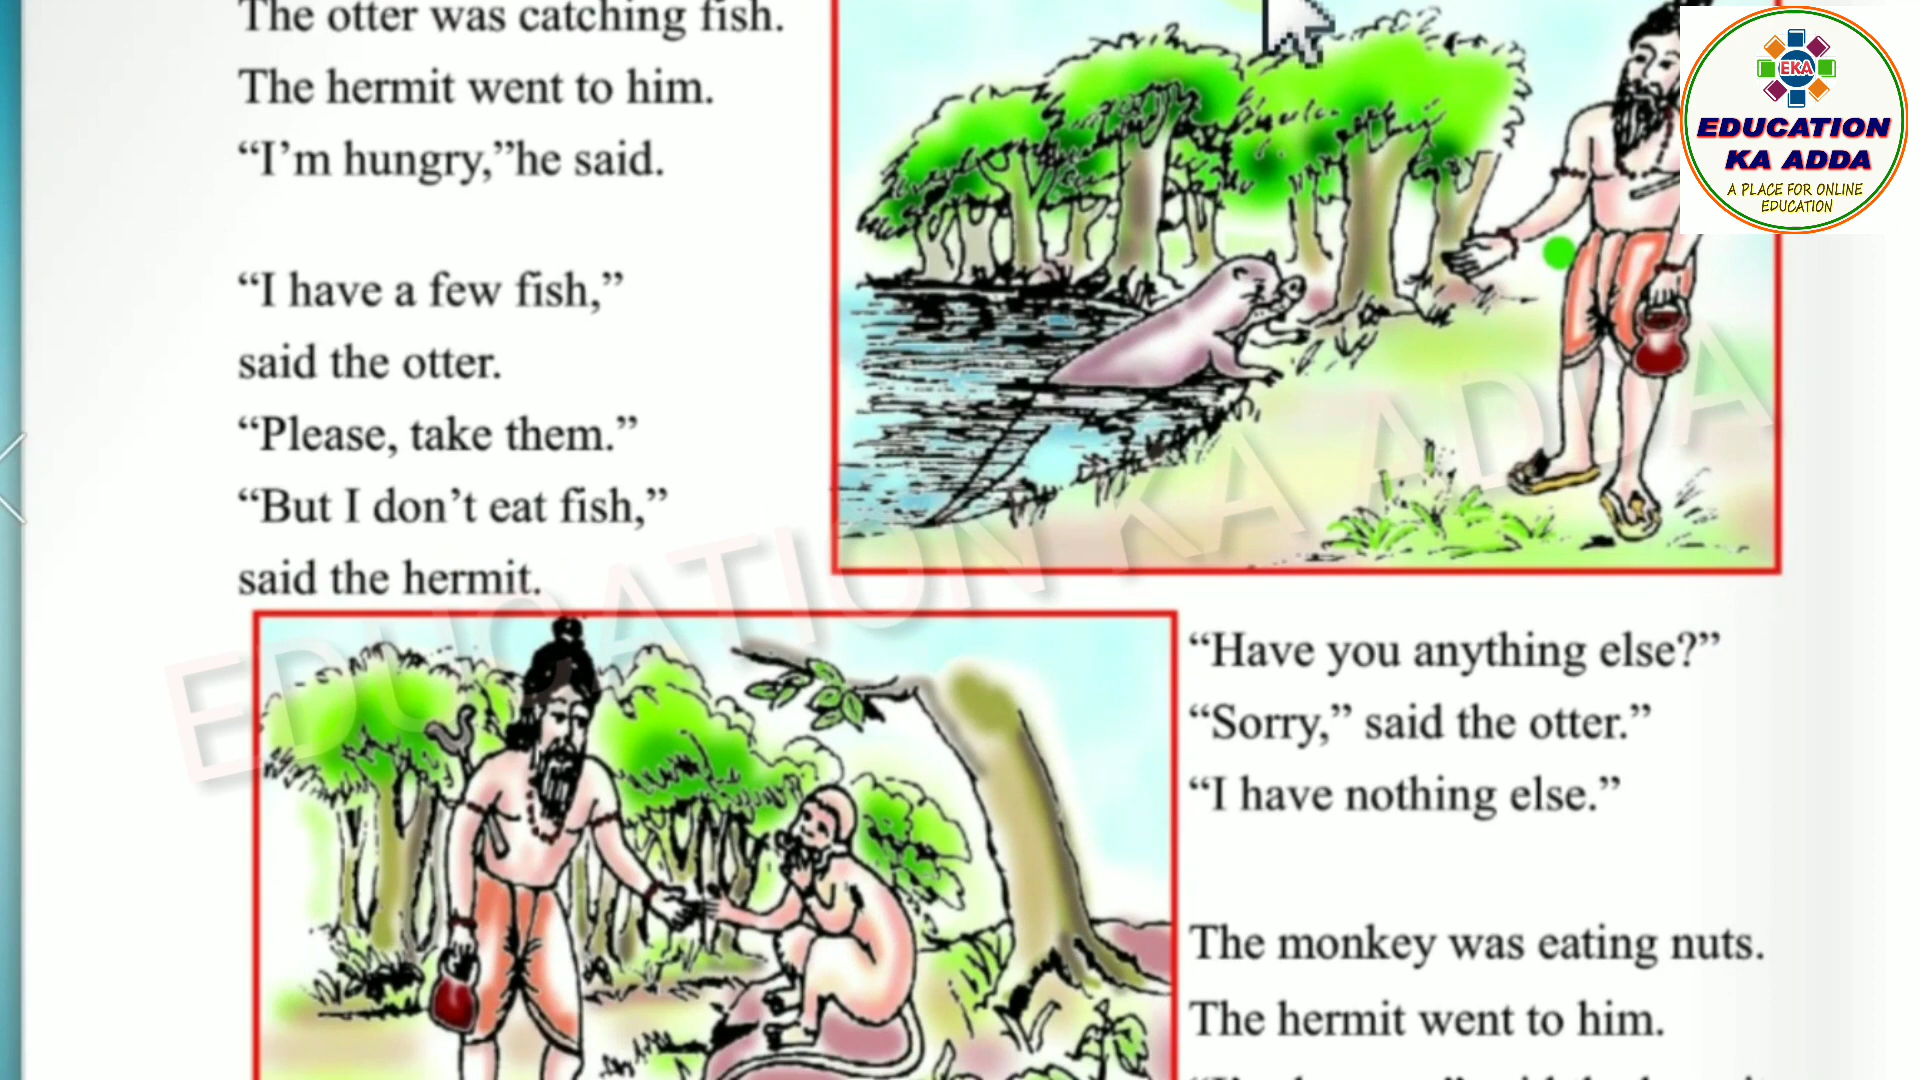 The otter was catching fish.
The hermit went to him.
“I’m hungry,”he said.
“I have a few fish,”
said the otter.
“Please, take them.”
“But I don’t eat fish,”
said the hermit.
“Have you anything else?”
“Sorry,” said the otter.”
“I have nothing else.”
The monkey was eating nuts.
The hermit went to him.
EKA
EDUCATION
KA ADDA
A PLACE FOR ONLINE
EDUCATION
EDUCATION KA ADDA